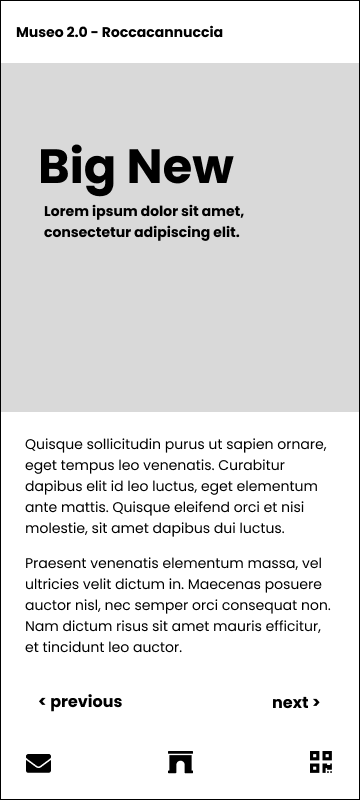 Museo 2.0 - Roccacannuccia
Big New
Lorem ipsum dolor sit amet,
consectetur adipiscing elit.
Quisque sollicitudin purus ut sapien ornare,
eget tempus leo venenatis. Curabitur
dapibus elit id leo luctus, eget elementum
ante mattis. Quisque eleifend orci et nisi
molestie, sit amet dapibus dui luctus.
Praesent venenatis elementum massa, vel
ultricies velit dictum in. Maecenas posuere
auctor nisl, nec semper orci consequat non.
Nam dictum risus sit amet mauris efficitur,
et tincidunt leo auctor.
< previous
next >